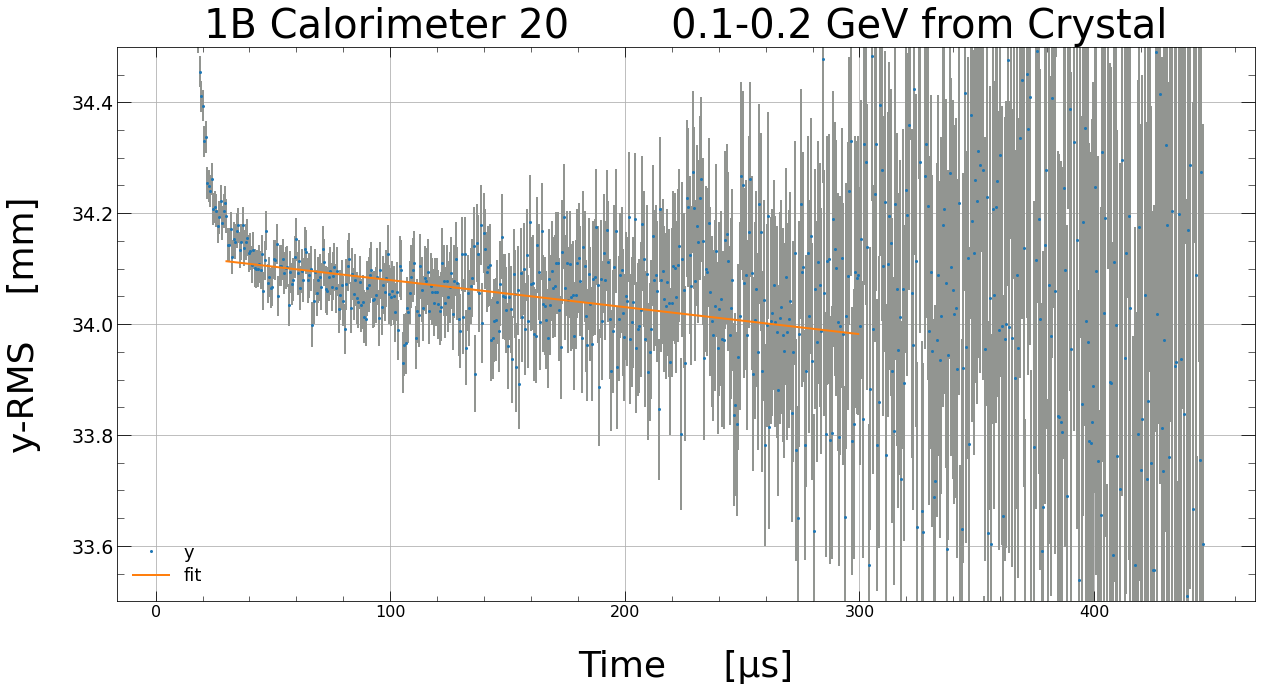 1B Calorimeter 20 0.1-0.2 GeV from Crystal
y-RMS [mm]
34.4
34.2
34.0
33.8
33.6
y
fit
0 100 200 300 400
Time [µs]